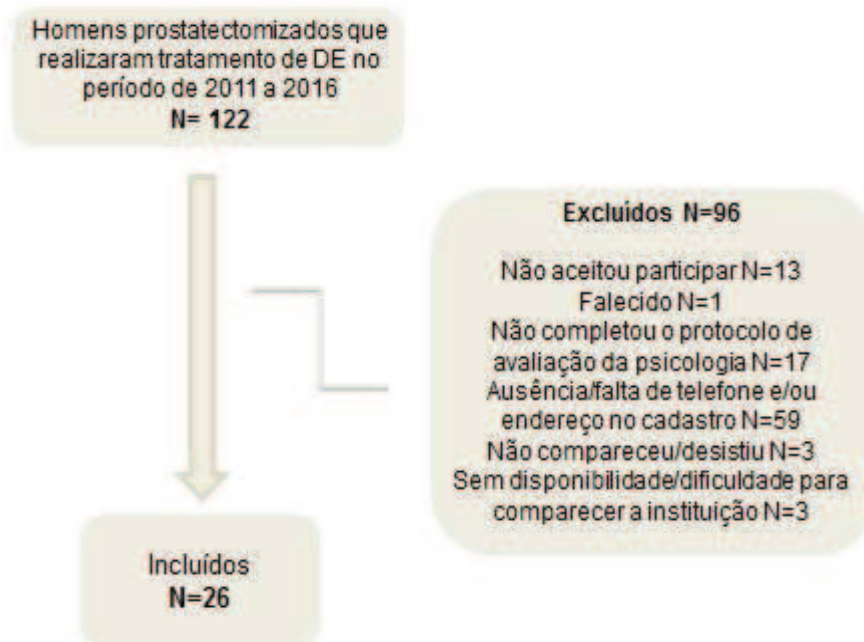 Homens prostatectomizados que
realizaram tratamento de DE no
período de 2011 a 2016
N= 122
Excluídos N=96
Não aceitou participar N=13
Falecido N=1
Não completou o protocolo de
avaliação da psicologia N=17
Ausência/falta de telefone e/ou
endereço no cadastro N=59
Não compareceu/desistiu N=3
Sem disponibilidade/dificuldade para
comparecer a instituição N=3
Incluídos
N=26